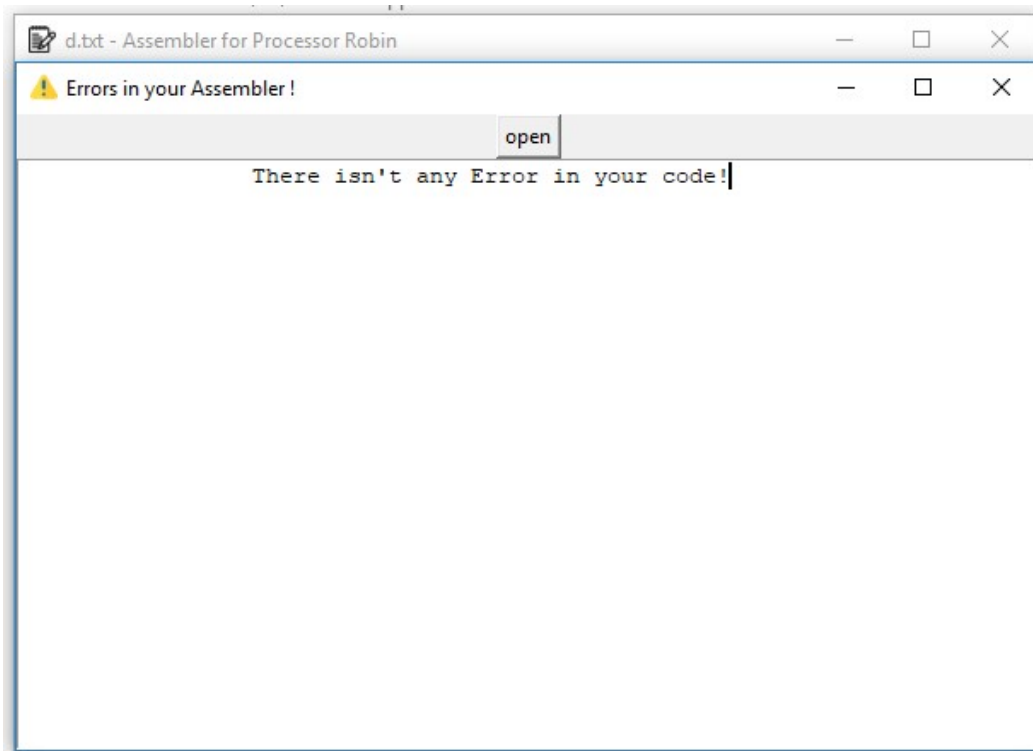 d.txt - Assembler for Processor Robin
Errors in your Assembler !
open
There isn't any Error in your code!